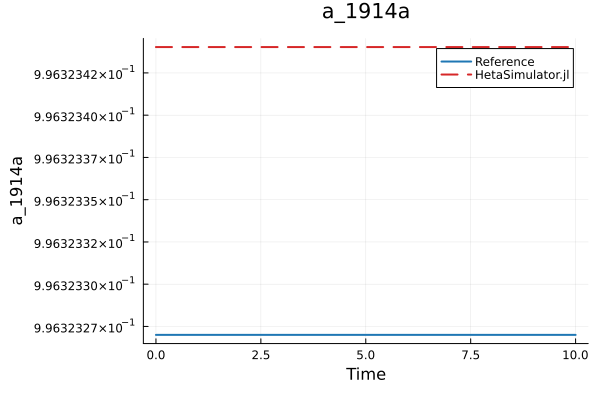 a_1914a
a_1914a
9.9632342×10⁻¹
9.9632340×10⁻¹
9.9632337×10⁻¹
9.9632335×10⁻¹
9.9632332×10⁻¹
9.9632330×10⁻¹
9.9632327×10⁻¹
Reference
HetaSimulator.jl
0.0 2.5 5.0 7.5 10.0
Time